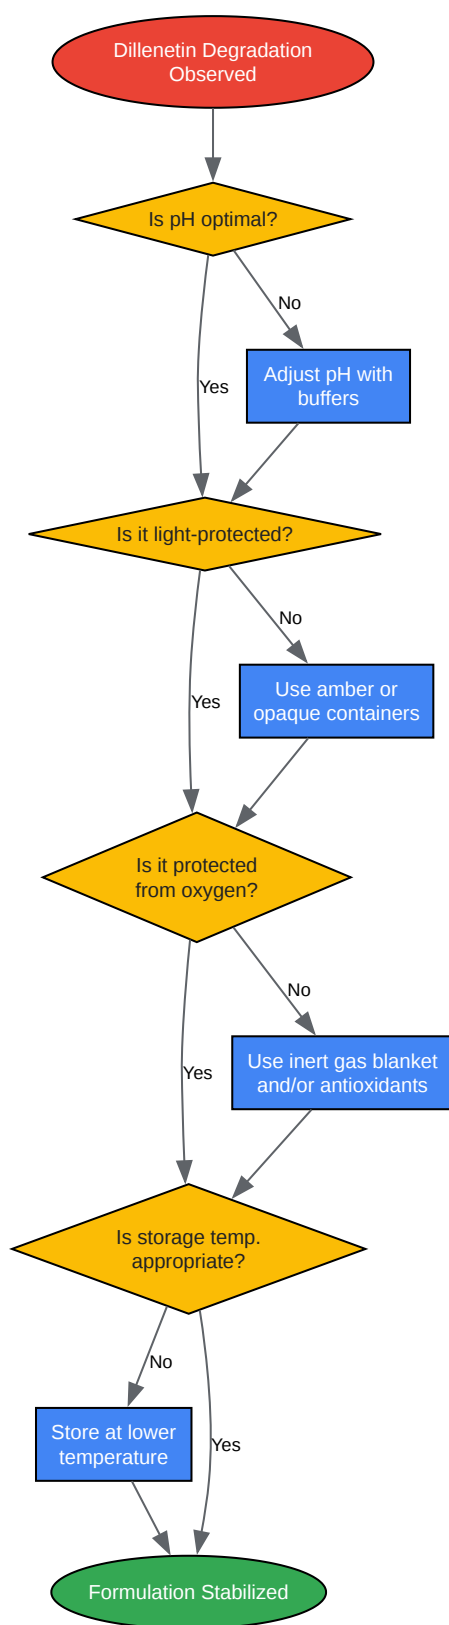 Dillenetin Degradation
Observed
Is pH optimal?
No
Yes
Adjust pH with
buffers
Is it light-protected?
No
Yes
Use amber or
opaque containers
Is it protected
from oxygen?
No
Yes
Use inert gas blanket
and/or antioxidants
Is storage temp.
appropriate?
No
Store at lower
temperature
Yes
Formulation Stabilized